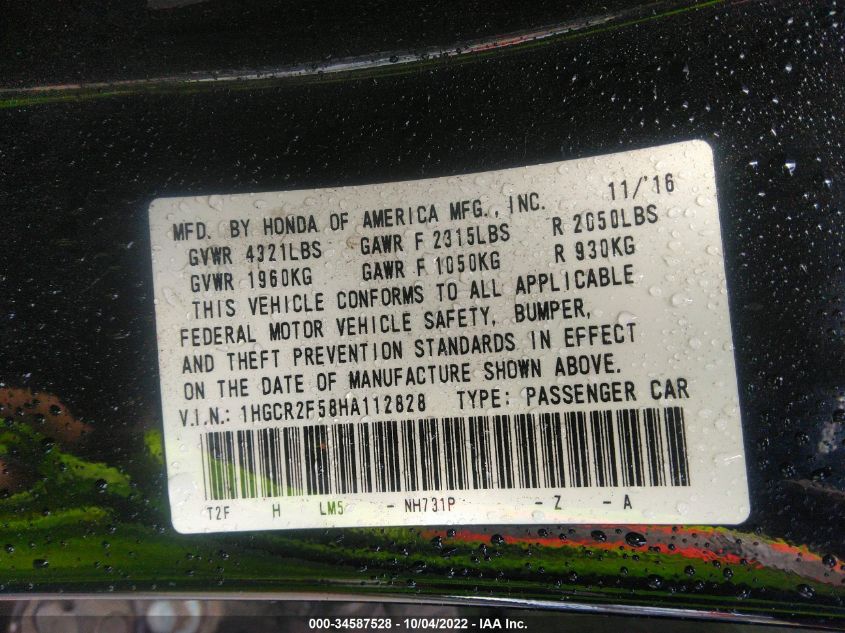 MFD. BY HONDA OF AMERICA MFG., INC. 11/'16
GVWR 4321LBS GAWR F 2315LBS R 2050LBS
GVWR 1960KG GAWR F 1050KG R 930KG
THIS VEHICLE CONFORMS TO ALL APPLICABLE
FEDERAL MOTOR VEHICLE SAFETY, BUMPER,
AND THEFT PREVENTION STANDARDS IN EFFECT
ON THE DATE OF MANUFACTURE SHOWN ABOVE.
V.I.N.: 1HGCR2F58HA112828 TYPE: PASSENGER CAR
T2F H LM5 - NH731P - Z - A
000-34587528 - 10/04/2022 - IAA Inc.